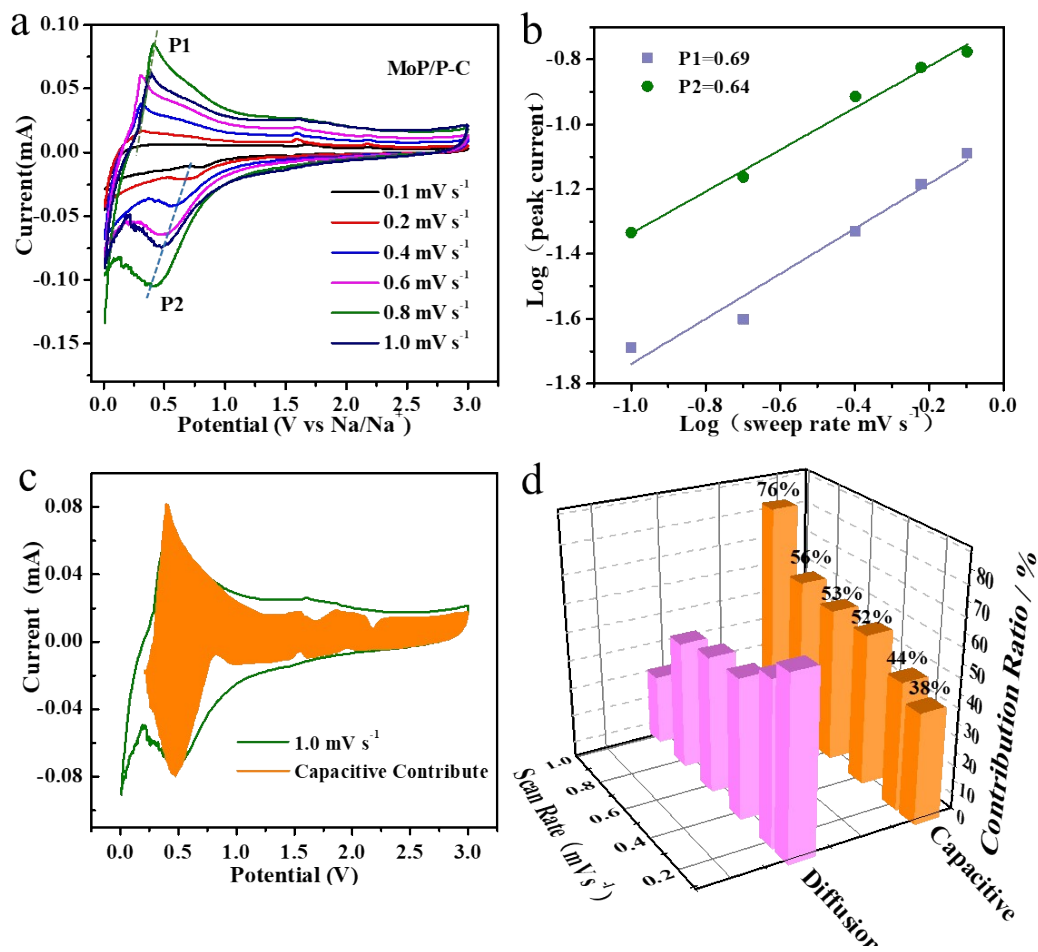 a
0.10
0.05
0.00
-0.05
-0.10
-0.15
Current(mA)
P1
MoP/P-C
P2
0.1 mV s⁻¹
0.2 mV s⁻¹
0.4 mV s⁻¹
0.6 mV s⁻¹
0.8 mV s⁻¹
1.0 mV s⁻¹
0.0 0.5 1.0 1.5 2.0 2.5 3.0
Potential (V vs Na/Na⁺)
b
-0.8
-1.0
-1.2
-1.4
-1.6
-1.8
Log（peak current）
P1=0.69
P2=0.64
-1.0 -0.8 -0.6 -0.4 -0.2 0.0
Log（sweep rate mV s⁻¹）
c
0.08
0.04
0.00
-0.04
-0.08
Current (mA)
1.0 mV s⁻¹
Capacitive Contribute
0.0 0.5 1.0 1.5 2.0 2.5 3.0
Potential (V)
d
76%
56%
53%
52%
44%
38%
80
70
60
50
40
30
20
10
0
Contribution Ratio / %
1.0
0.8
0.6
0.4
0.2
Scan Rate (mVs⁻¹)
Capacitive
Diffusion